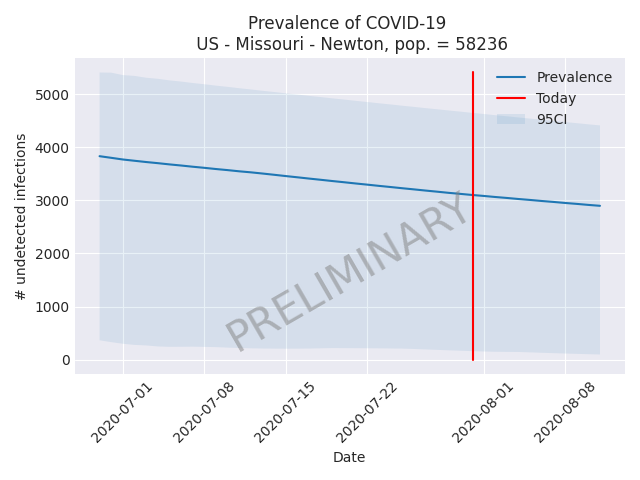 Prevalence of COVID-19
US - Missouri - Newton, pop. = 58236
Prevalence
Today
95CI
5000
4000
3000
2000
1000
0
# undetected infections
PRELIMINARY
2020-07-01
2020-07-08
2020-07-15
2020-07-22
2020-08-01
2020-08-08
Date